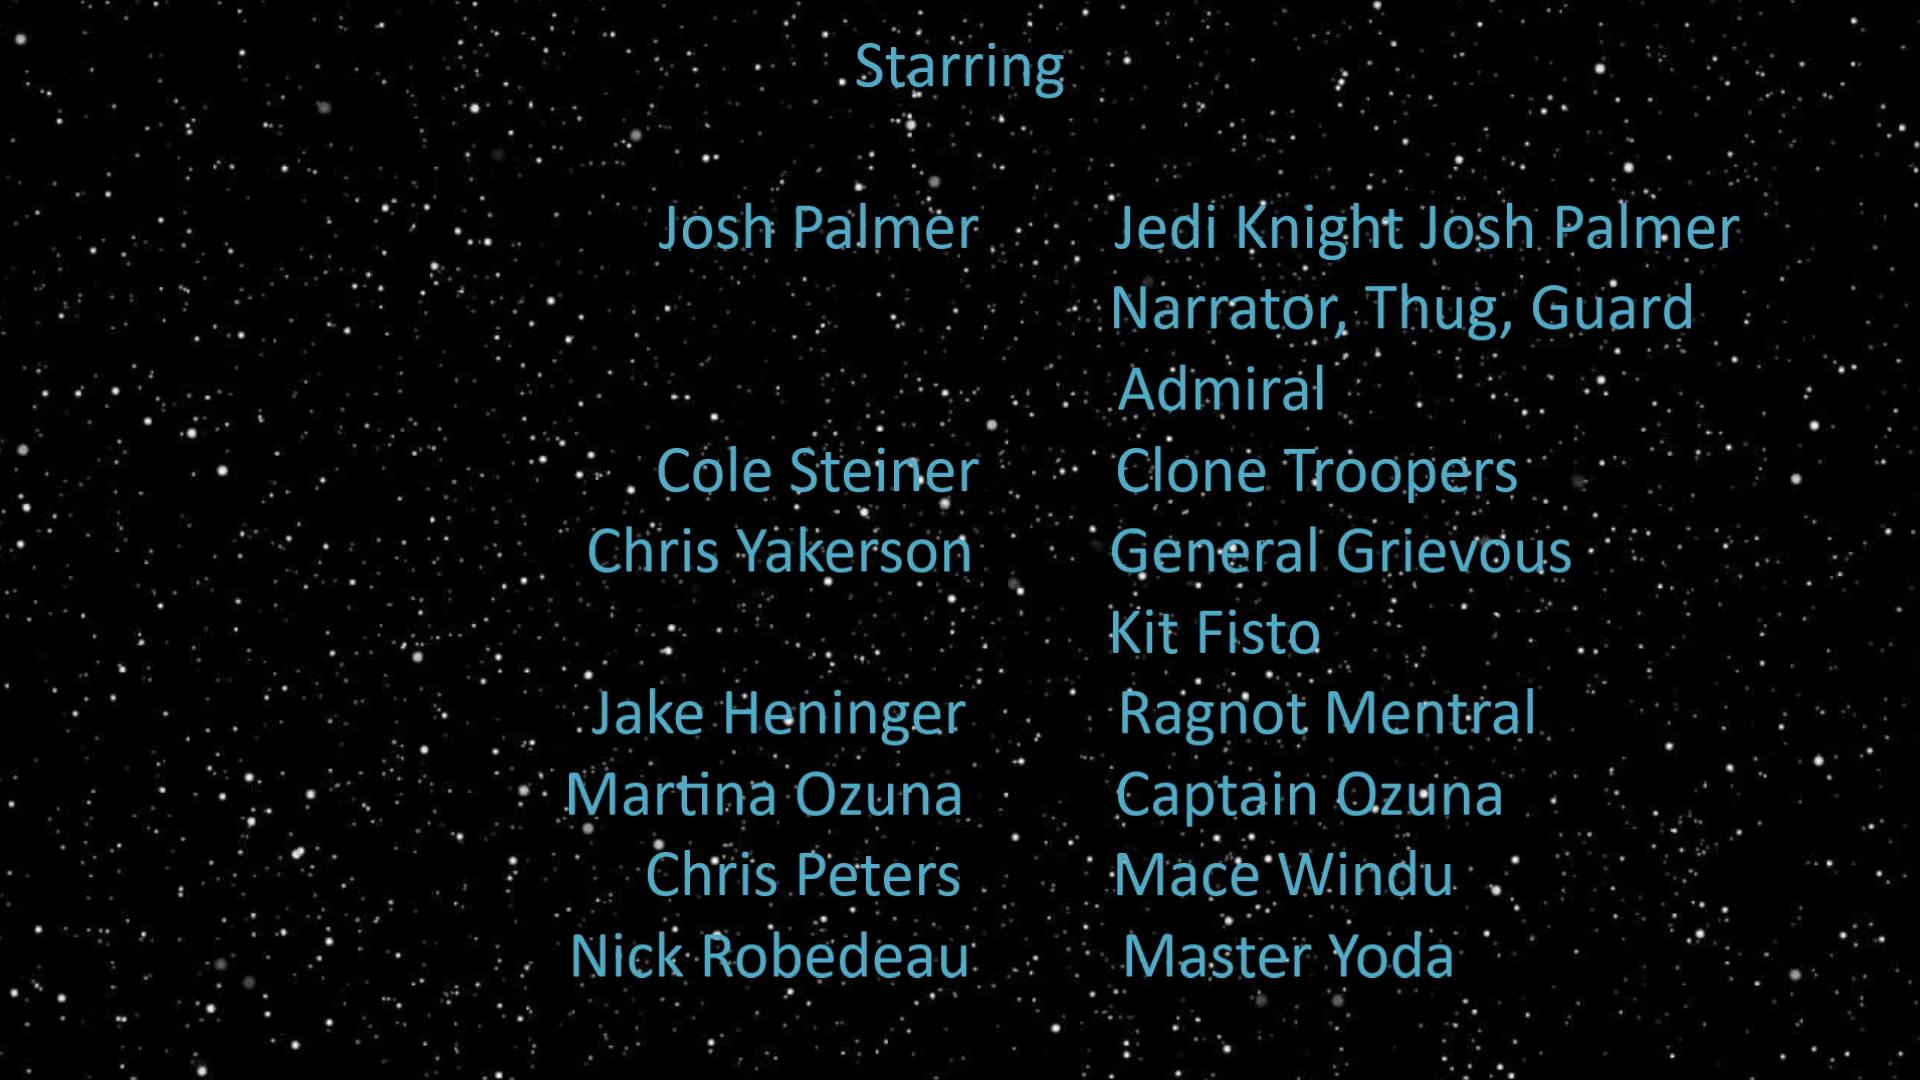 Starring
Josh Palmer Jedi Knight Josh Palmer
Narrator, Thug, Guard
Admiral
Cole Steiner Clone Troopers
Chris Yakerson General Grievous
Kit Fisto
Jake Heninger Ragnot Mentral
Martina Ozuna Captain Ozuna
Chris Peters Mace Windu
Nick Robedeau Master Yoda